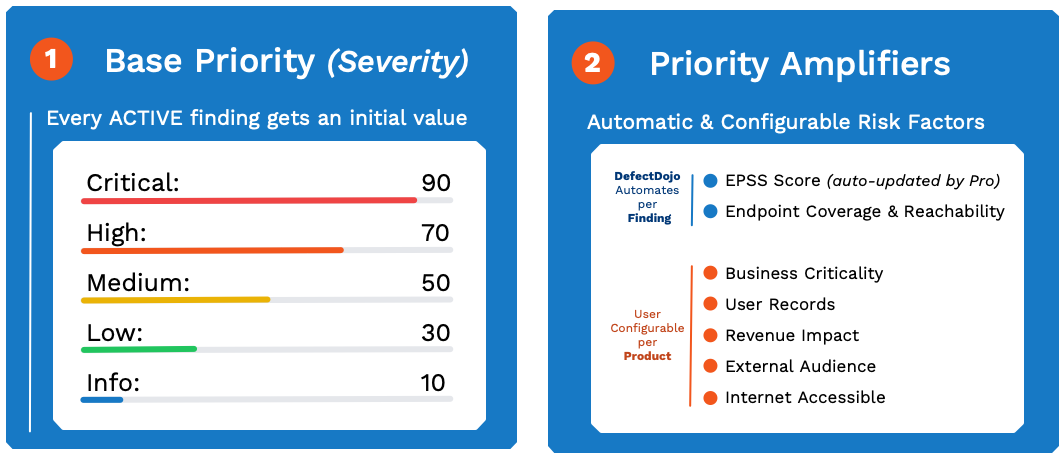 1 Base Priority (Severity)
Every ACTIVE finding gets an initial value
Critical: 90
High: 70
Medium: 50
Low: 30
Info: 10
2 Priority Amplifiers
Automatic & Configurable Risk Factors
DefectDojo
Automates
per
Finding
EPSS Score (auto-updated by Pro)
Endpoint Coverage & Reachability
User
Configurable
per
Product
Business Criticality
User Records
Revenue Impact
External Audience
Internet Accessible